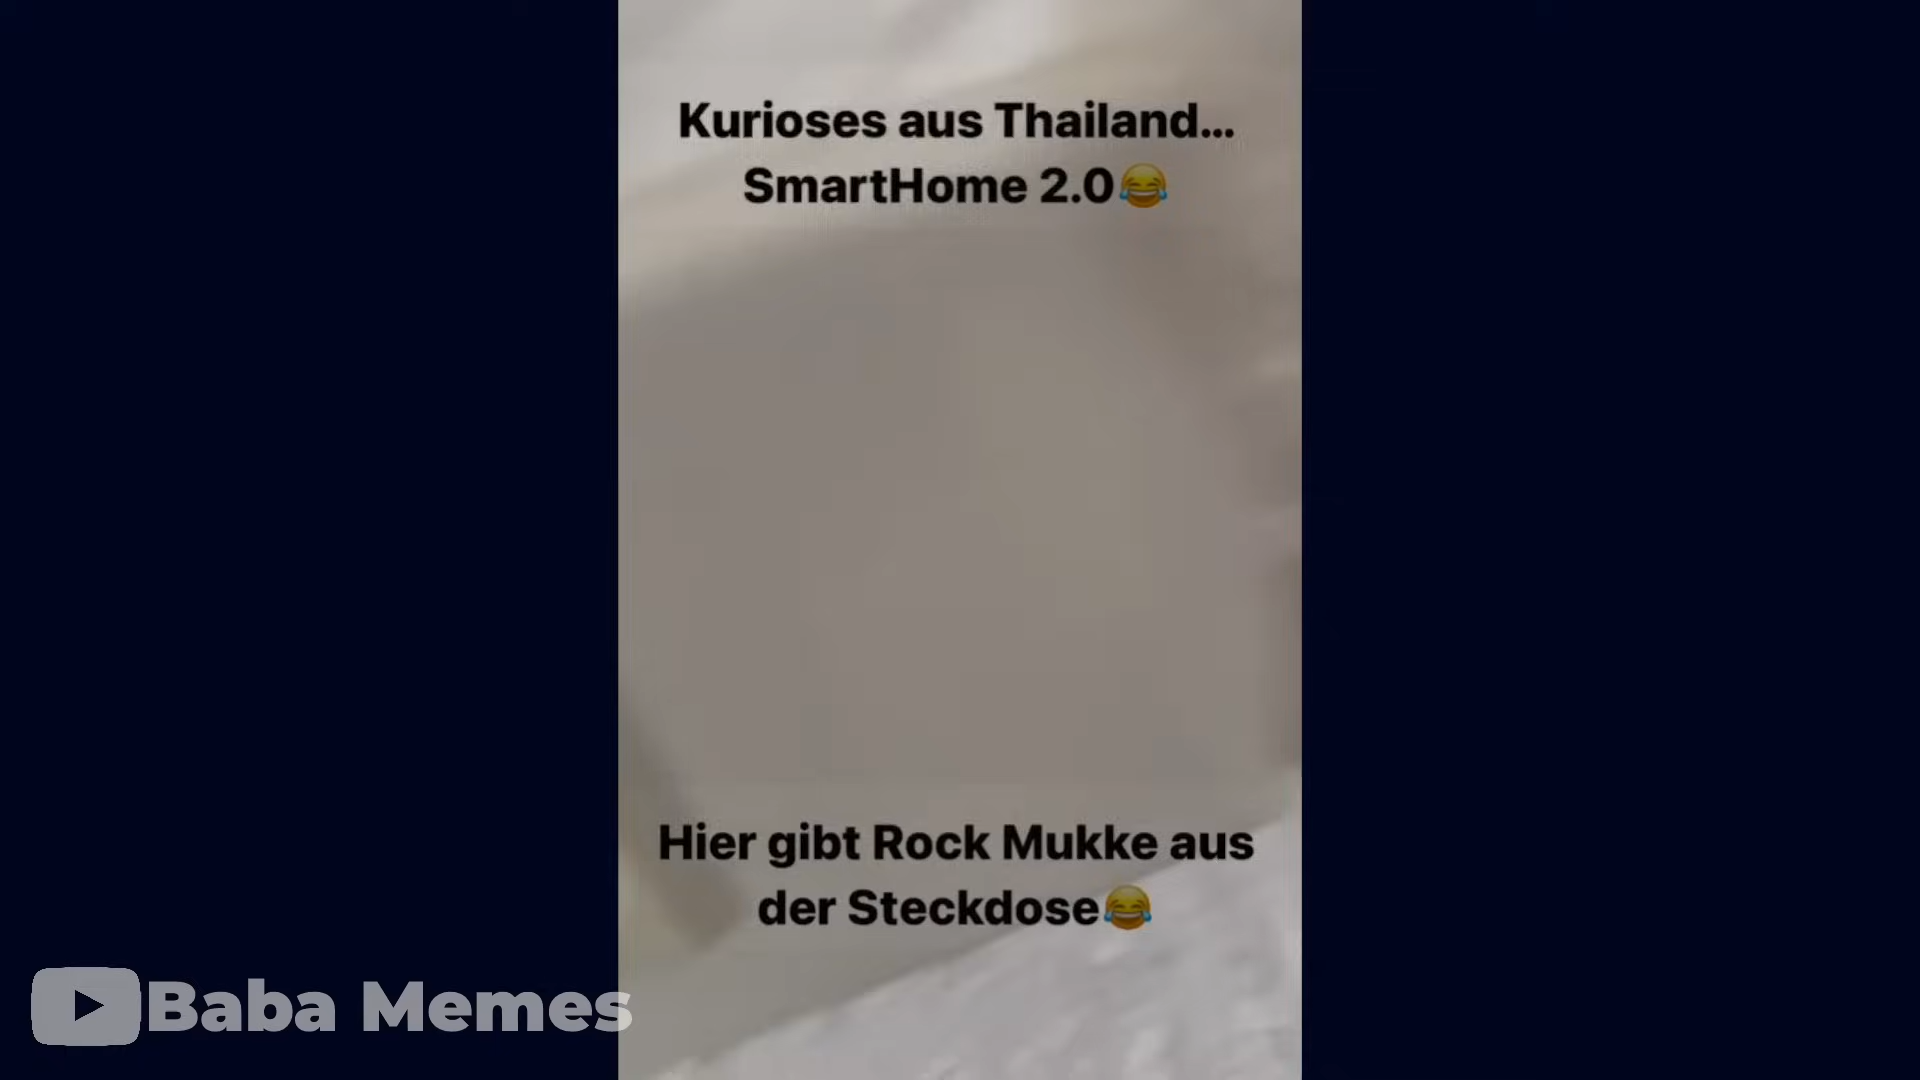 Kurioses aus Thailand...
SmartHome 2.0😂
Hier gibt Rock Mukke aus
der Steckdose😂
Baba Memes